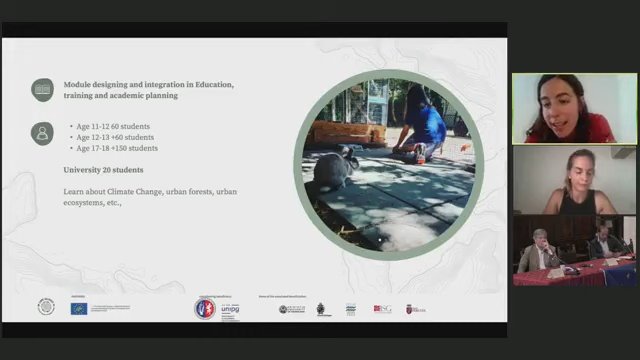 Module designing and integration in Education,
training and academic planning
• Age 11-12 60 students
• Age 12-13 +60 students
• Age 17-18 +150 students
University 20 students
Learn about Climate Change, urban forests, urban
ecosystems, etc.,
unipg